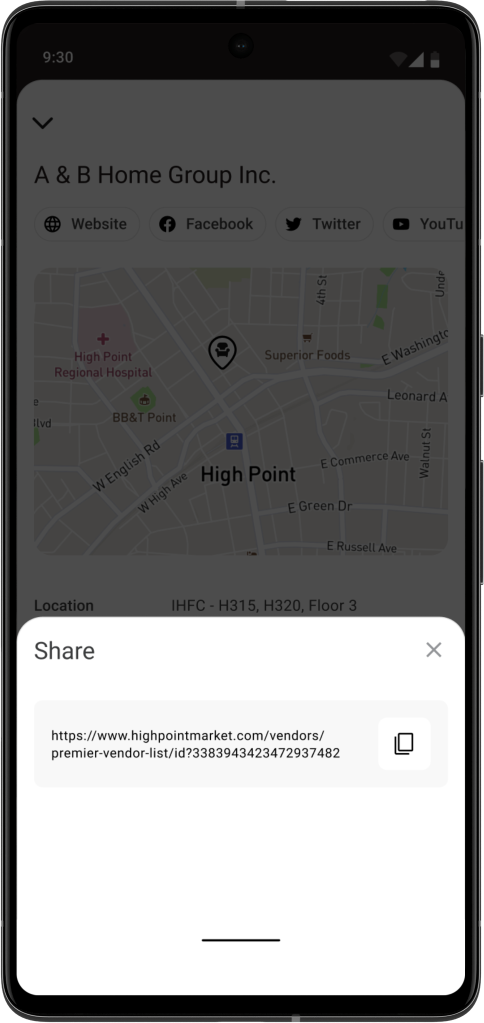 9:30
A & B Home Group Inc.
Website
Facebook
Twitter
YouTu
4th St
Unde
High Point
Regional Hospital
Superior Foods
E Washingto
BB&T Point
Leonard A
e
lvd
W English Rd
W High Ave
High Point
E Commerce Ave
Walnut St
E Green Dr
E Russell Ave
Location
IHFC - H315, H320, Floor 3
Share
https://www.highpointmarket.com/vendors/
premier-vendor-list/id?3383943423472937482